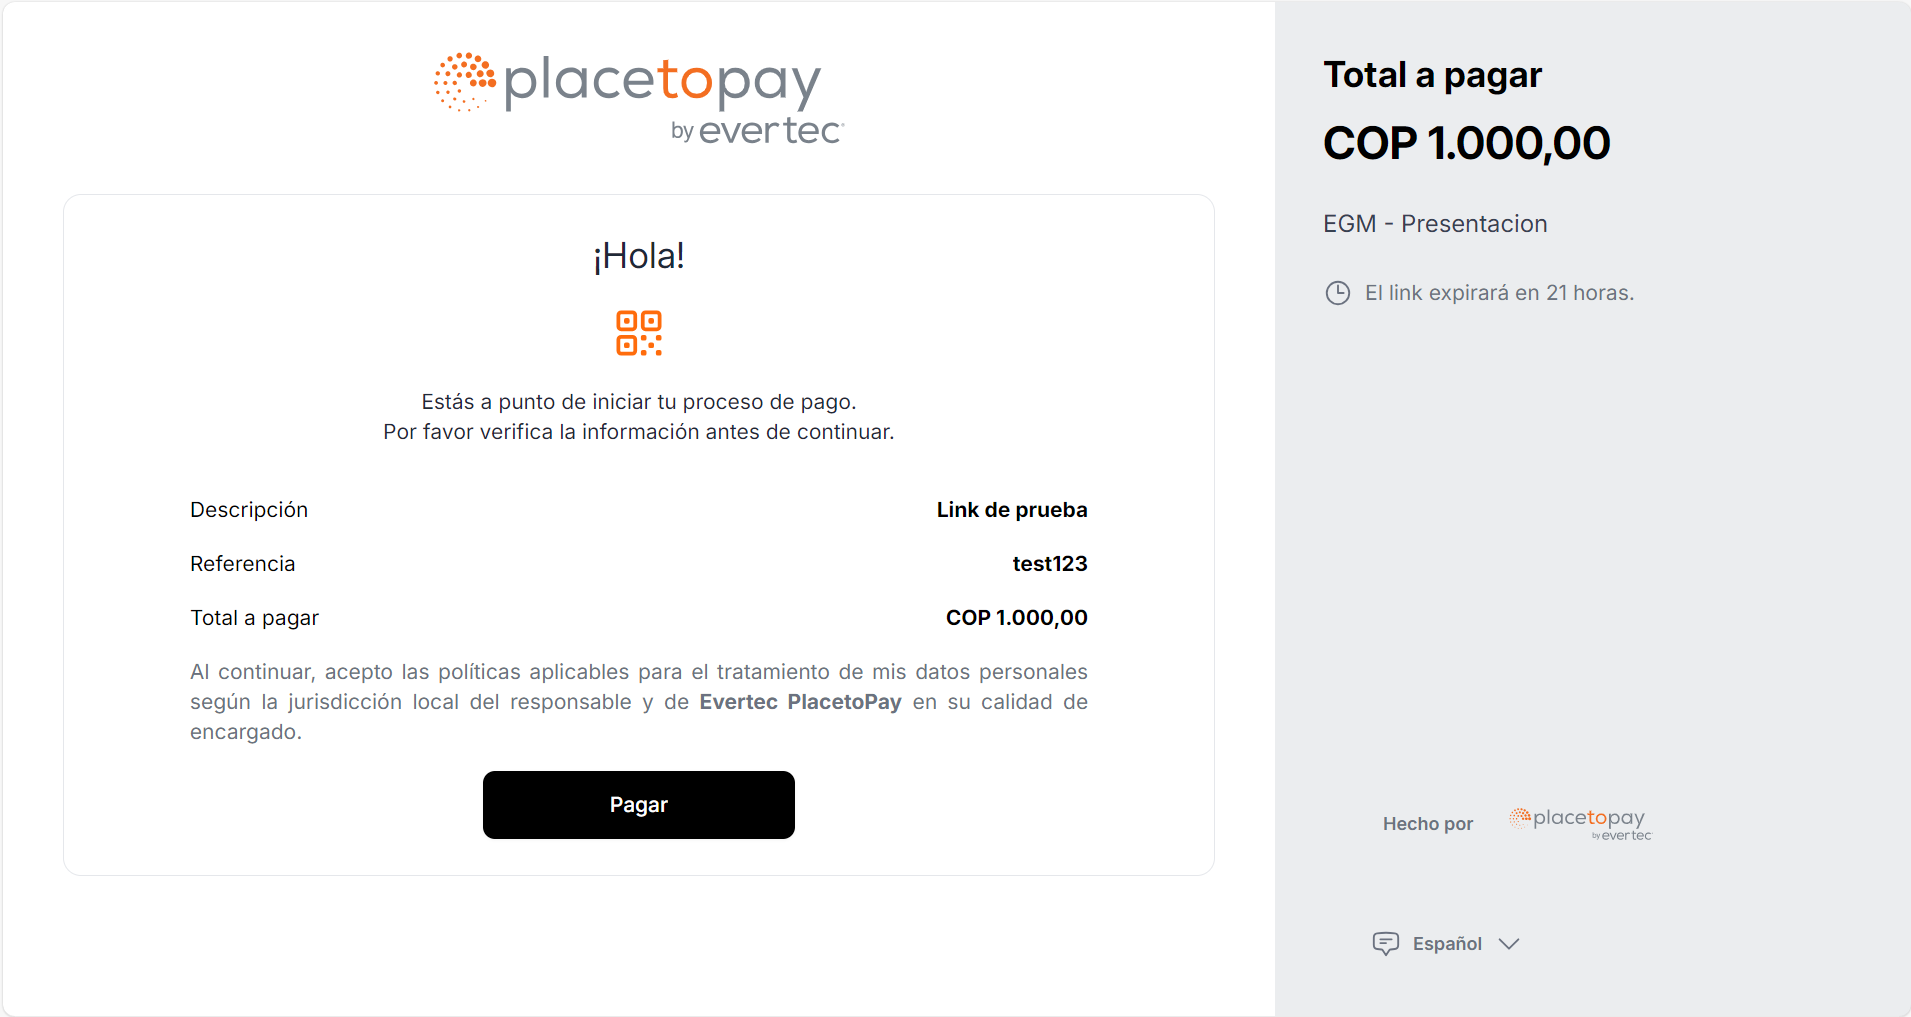 placetopay
by evertec
¡Hola!
Estás a punto de iniciar tu proceso de pago.
Por favor verifica la información antes de continuar.
Descripción Link de prueba
Referencia test123
Total a pagar COP 1.000,00
Al continuar, acepto las políticas aplicables para el tratamiento de mis datos personales
según la jurisdicción local del responsable y de Evertec PlacetoPay en su calidad de
encargado.
Pagar
Total a pagar
COP 1.000,00
EGM - Presentacion
El link expirará en 21 horas.
Hecho por placetopay
by evertec
Español